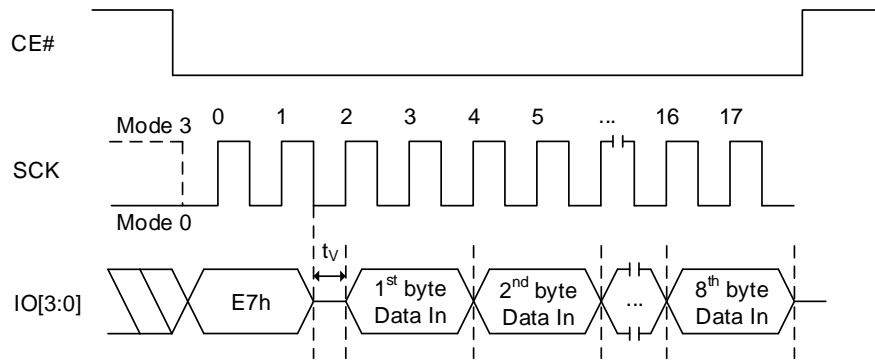 CE#
0 1 2 3 4 5 ... 16 17
Mode 3
SCK
Mode 0
tV
IO[3:0]
E7h
1st byte
Data In
2nd byte
Data In
...
8th byte
Data In